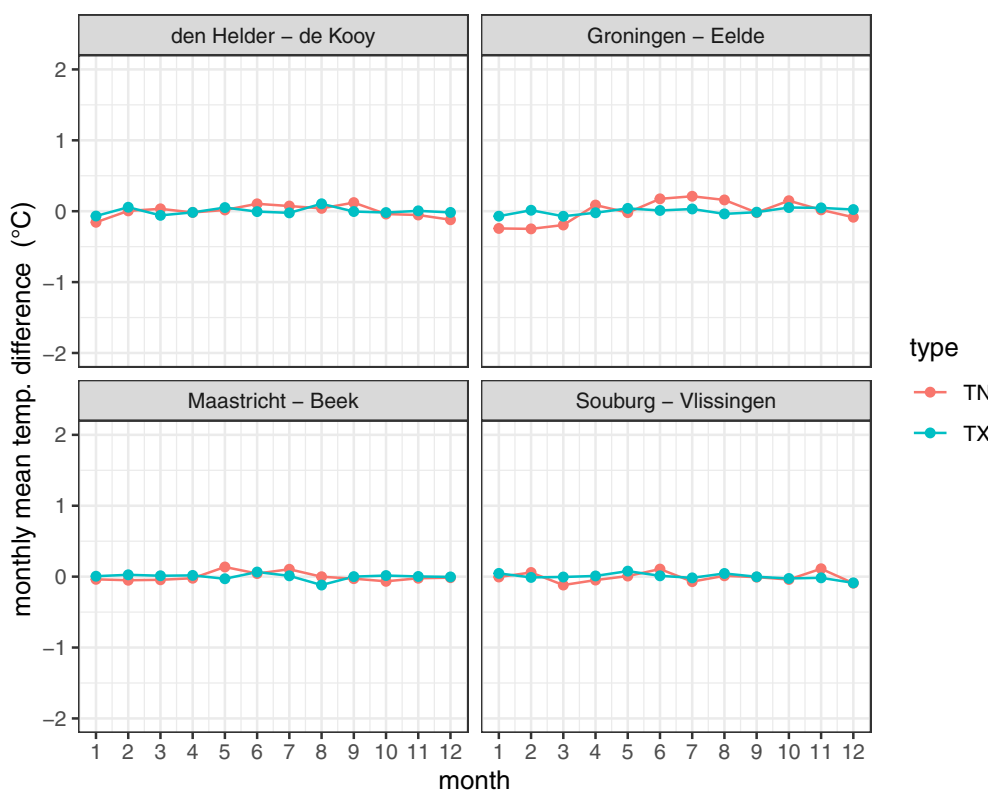 den Helder − de Kooy
Groningen − Eelde
2
1
0
−1
−2
Maastricht − Beek
Souburg − Vlissingen
2
1
0
−1
−2
1 2 3 4 5 6 7 8 9 10 11 12
1 2 3 4 5 6 7 8 9 10 11 12
month
monthly mean temp. difference (°C)
type
TN
TX